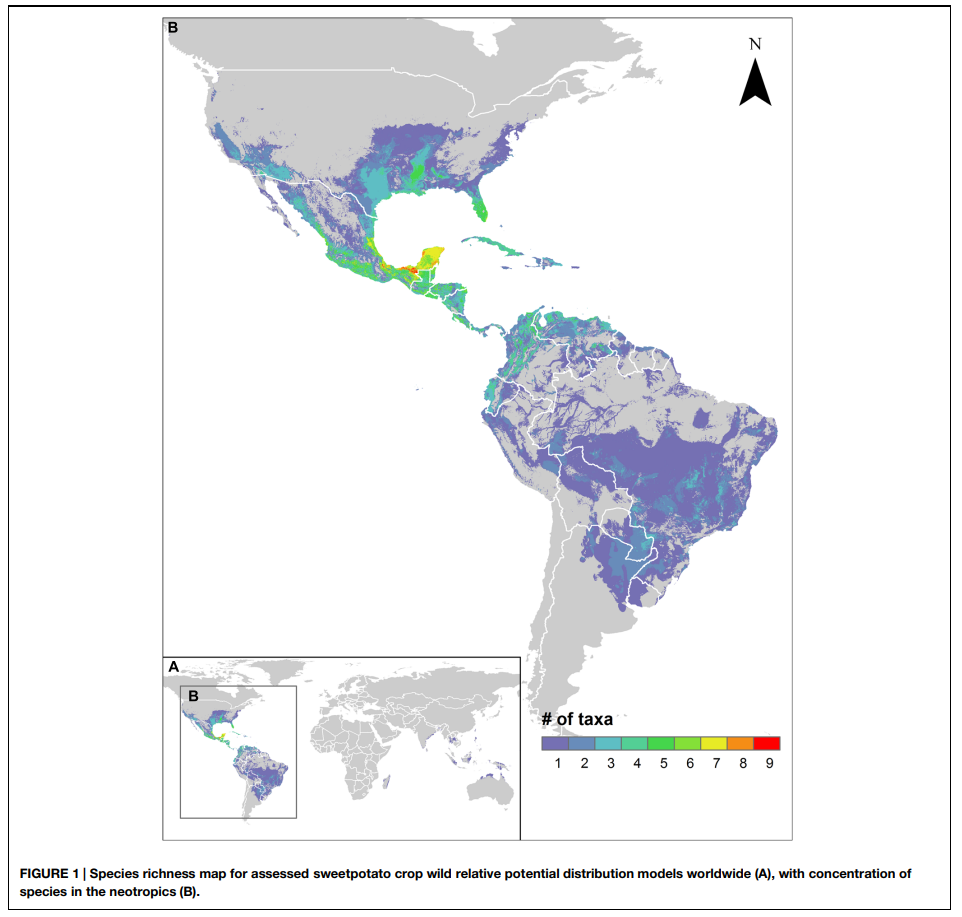 B
N
A
B
# of taxa
1 2 3 4 5 6 7 8 9
FIGURE 1 | Species richness map for assessed sweetpotato crop wild relative potential distribution models worldwide (A), with concentration of
species in the neotropics (B).